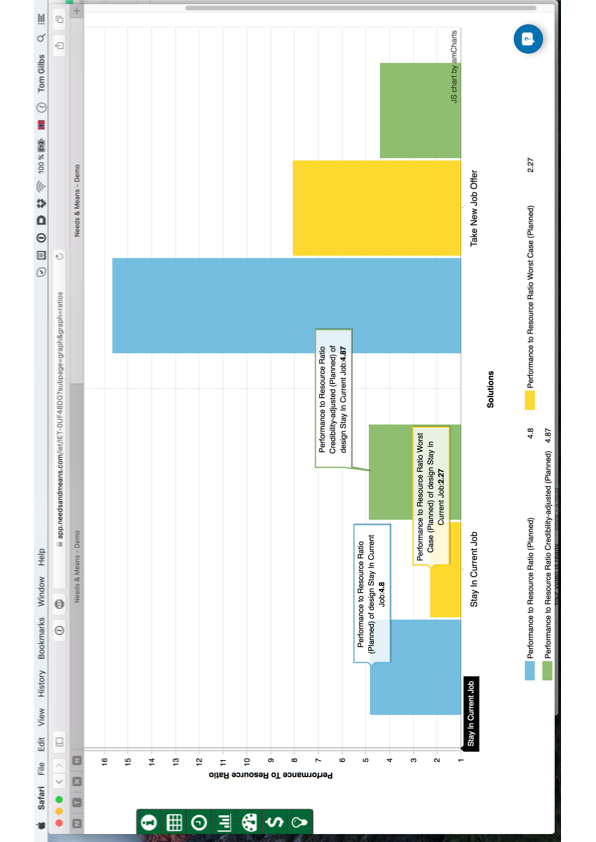 Safari File Edit View History Bookmarks Window Help
100 %
Tom Gilbs
app.needsandmeans.com/iet/IET-0UF48D0?subpage=graph&graph=ratios
Needs & Means - Demo
Needs & Means - Demo
Performance To Resource Ratio
16
15
14
13
12
11
10
9
8
7
6
5
4
3
2
1
Performance to Resource Ratio
(Planned) of design Stay In Current
Job:4.8
Performance to Resource Ratio Worst
Case (Planned) of design Stay In
Current Job:2.27
Performance to Resource Ratio
Credibility-adjusted (Planned) of
design Stay In Current Job:4.87
JS chart by amCharts
Stay In Current Job
Stay In Current Job
Take New Job Offer
Solutions
Performance to Resource Ratio (Planned) 4.8
Performance to Resource Ratio Worst Case (Planned) 2.27
Performance to Resource Ratio Credibility-adjusted (Planned) 4.87